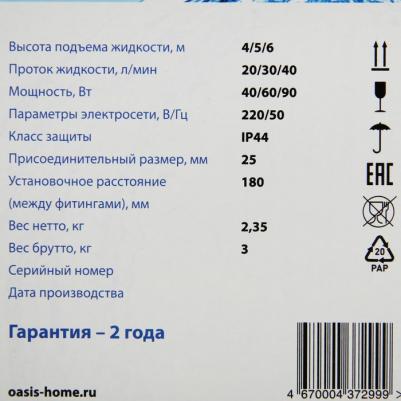 Высота подъема жидкости, м 4/5/6
Проток жидкости, л/мин 20/30/40
Мощность, Вт 40/60/90
Параметры электросети, В/Гц 220/50
Класс защиты IP44
Присоединительный размер, мм 25
Установочное расстояние 180
(между фитингами), мм
Вес нетто, кг 2,35
Вес брутто, кг 3
Серийный номер
Дата производства
Гарантия – 2 года
oasis-home.ru
EAC
20
PAP
4 670004 372999 >